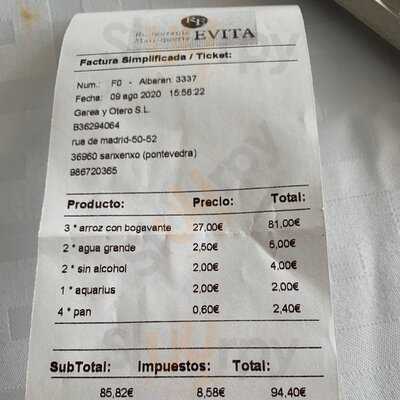 RE
Restaurante
Marisquería EVITA
Factura Simplificada / Ticket:
Num.: F0 - Albaran: 3337
Fecha: 09 ago 2020 15:56:22
Garea y Otero S.L.
B36294064
rua de madrid-50-52
36960 sanxenxo (pontevedra)
986720365
Producto: Precio: Total:
3 * arroz con bogavante 27,00€ 81,00€
2 * agua grande 2,50€ 5,00€
2 * sin alcohol 2,00€ 4,00€
1 * aquarius 2,00€ 2,00€
4 * pan 0,60€ 2,40€
SubTotal: Impuestos: Total:
85,82€ 8,58€ 94,40€